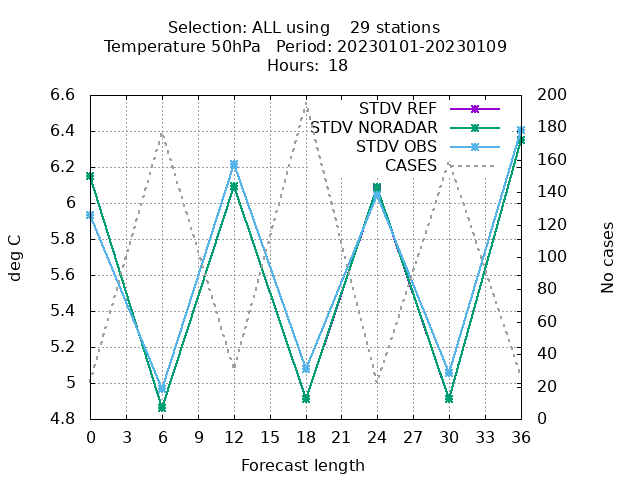 Selection: ALL using    29 stations
Temperature 50hPa   Period: 20230101-20230109
Hours:  18
STDV REF
STDV NORADAR
STDV OBS
CASES
6.6
6.4
6.2
6
5.8
5.6
5.4
5.2
5
4.8
deg C
200
180
160
140
120
100
80
60
40
20
0
No cases
0 3 6 9 12 15 18 21 24 27 30 33 36
Forecast length